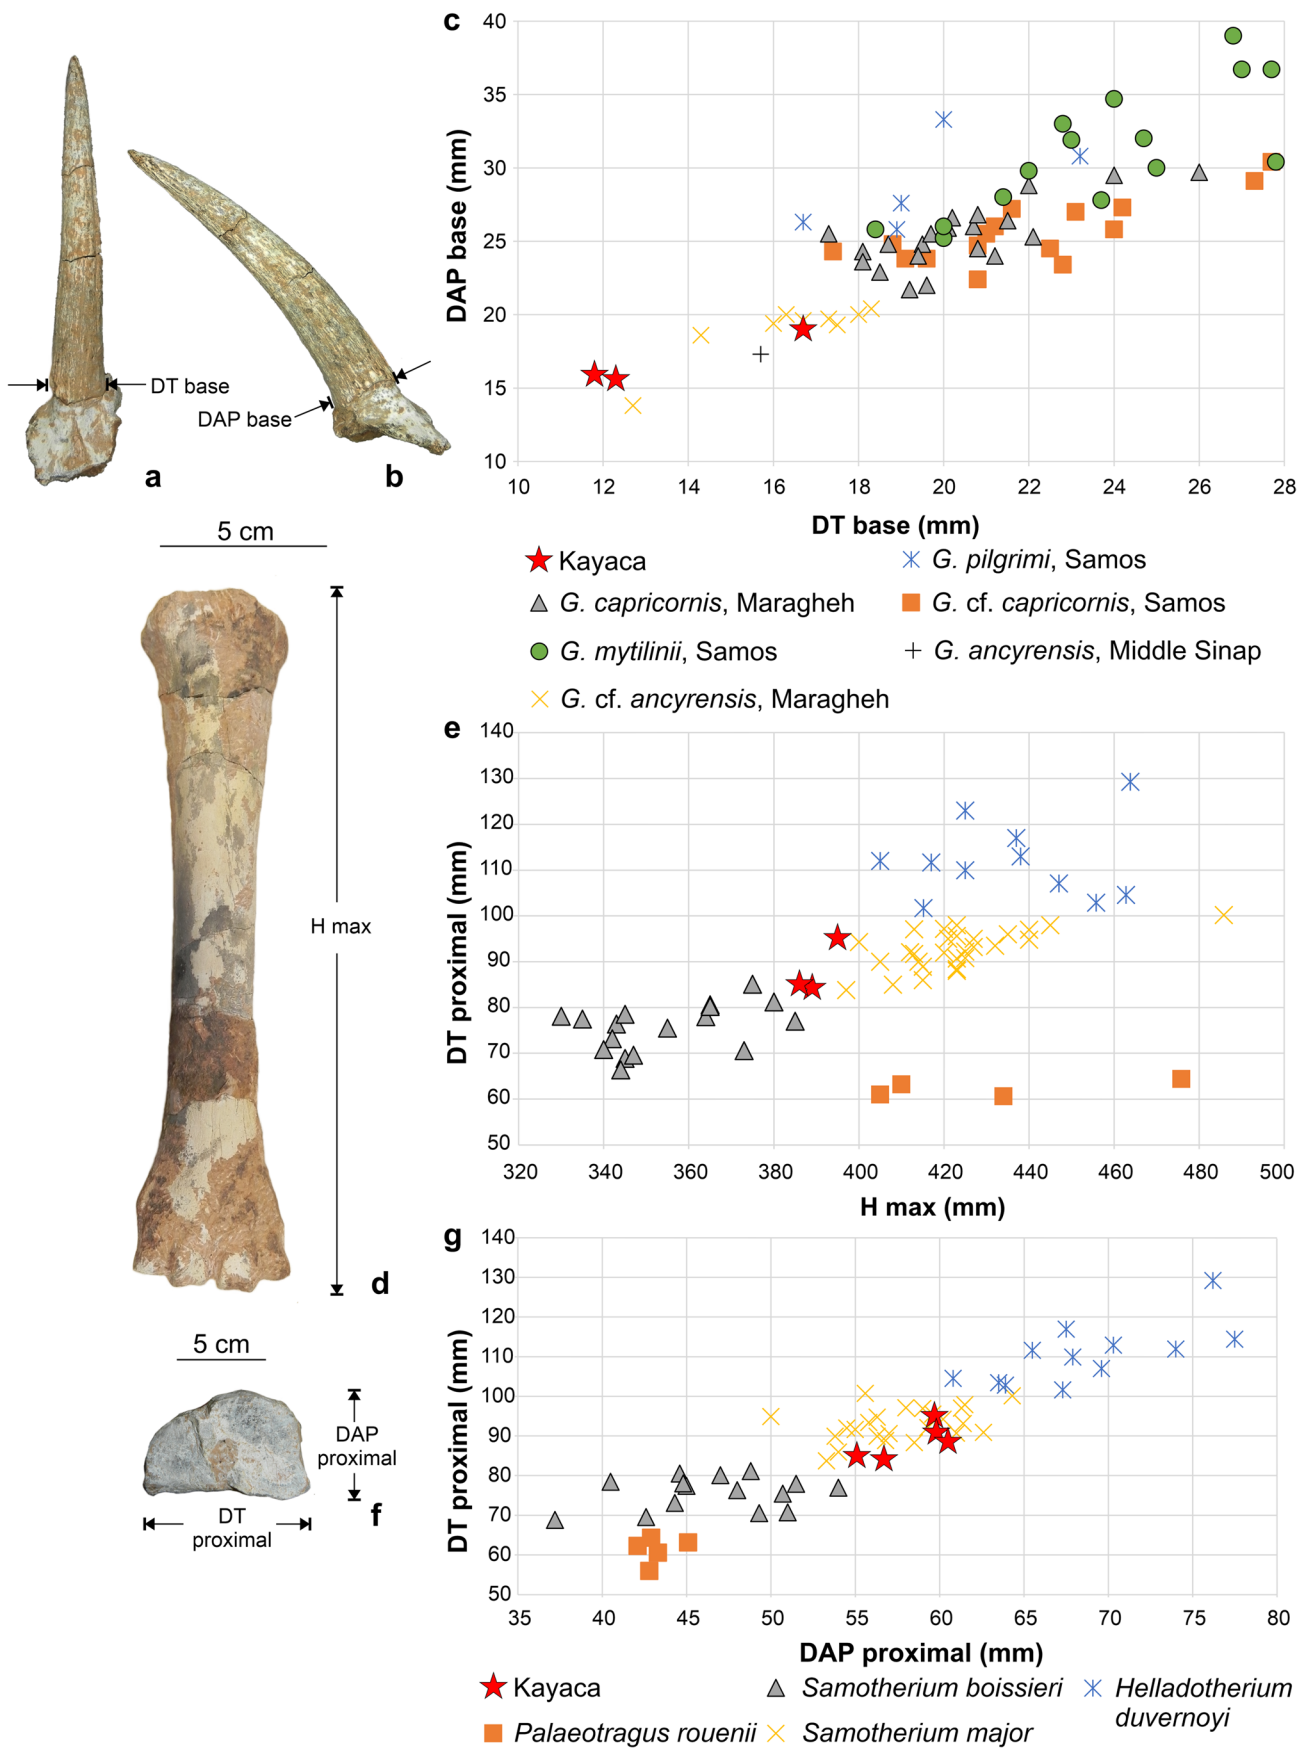 a
DT base
DAP base
b
c
DAP base (mm)
40
35
30
25
20
15
10
10 12 14 16 18 20 22 24 26 28
DT base (mm)
Kayaca
G. pilgrimi, Samos
G. capricornis, Maragheh
G. cf. capricornis, Samos
G. mytilinii, Samos
G. ancyrensis, Middle Sinap
G. cf. ancyrensis, Maragheh
5 cm
H max
d
e
DT proximal (mm)
140
130
120
110
100
90
80
70
60
50
320 340 360 380 400 420 440 460 480 500
H max (mm)
5 cm
DAP
proximal
DT
proximal
f
g
DT proximal (mm)
140
130
120
110
100
90
80
70
60
50
35 40 45 50 55 60 65 70 75 80
DAP proximal (mm)
Kayaca
Samotherium boissieri
Helladotherium
duvernoyi
Palaeotragus rouenii
Samotherium major